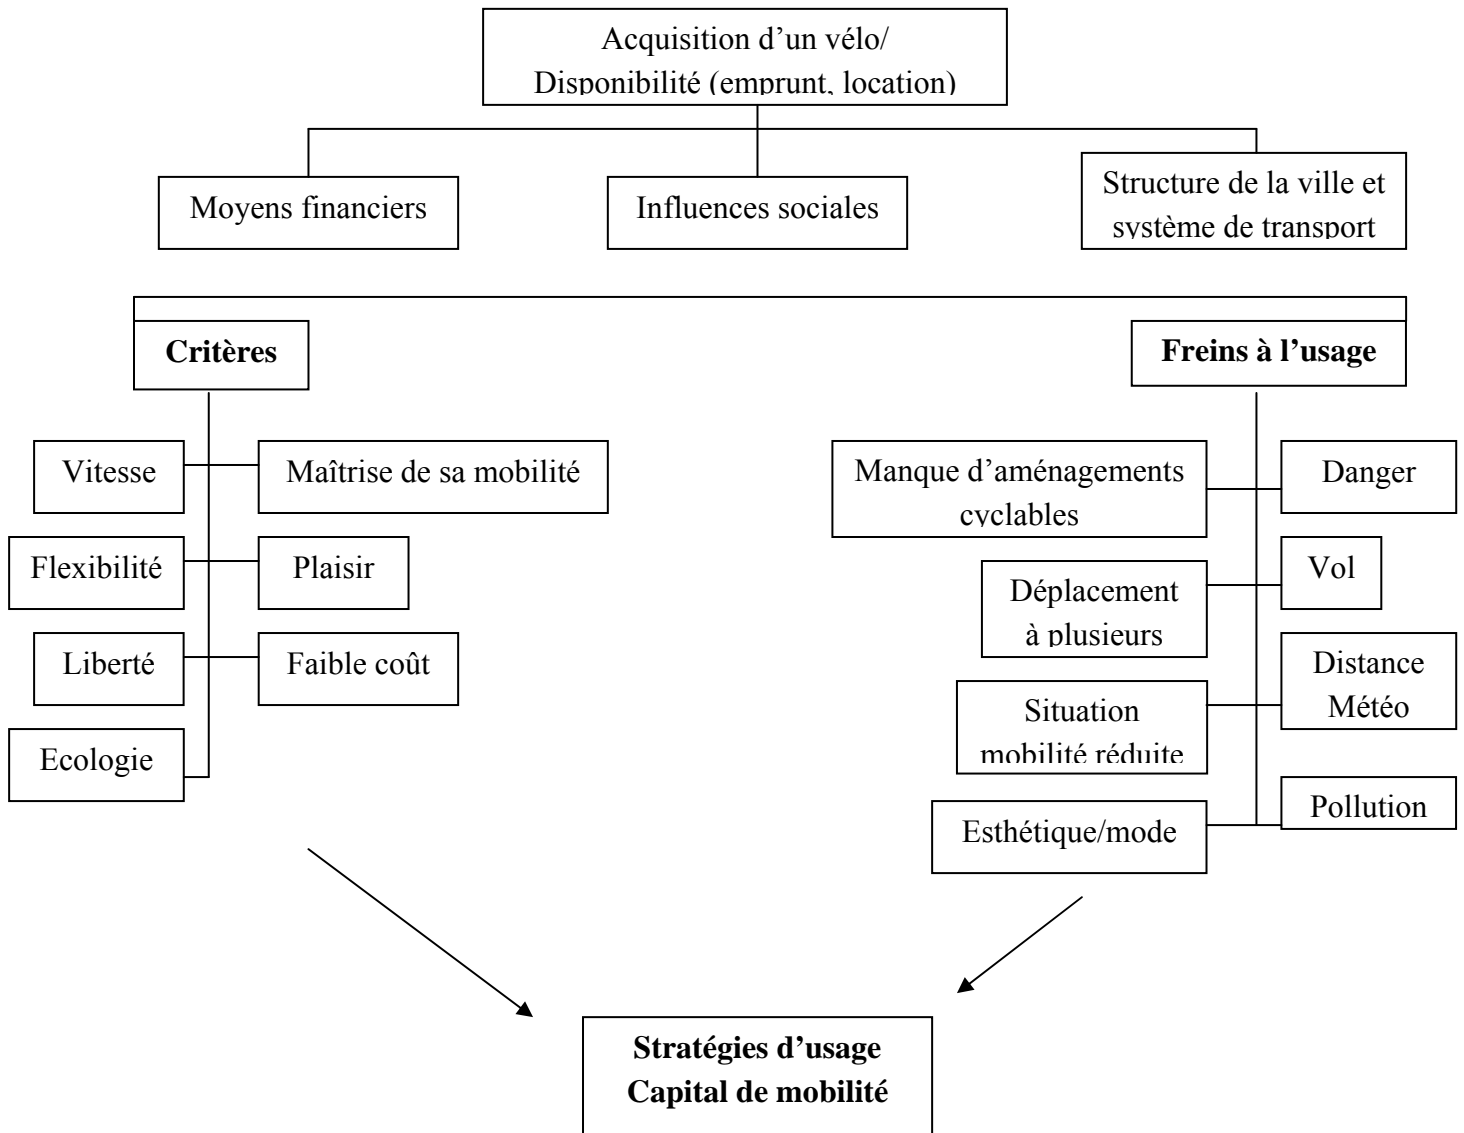 Acquisition d’un vélo/
Disponibilité (emprunt, location)
Moyens financiers
Influences sociales
Structure de la ville et
système de transport
Critères
Freins à l’usage
Vitesse
Maîtrise de sa mobilité
Flexibilité
Plaisir
Liberté
Faible coût
Ecologie
Manque d’aménagements
cyclables
Danger
Déplacement
à plusieurs
Vol
Situation
mobilité réduite
Distance
Météo
Esthétique/mode
Pollution
Stratégies d’usage
Capital de mobilité